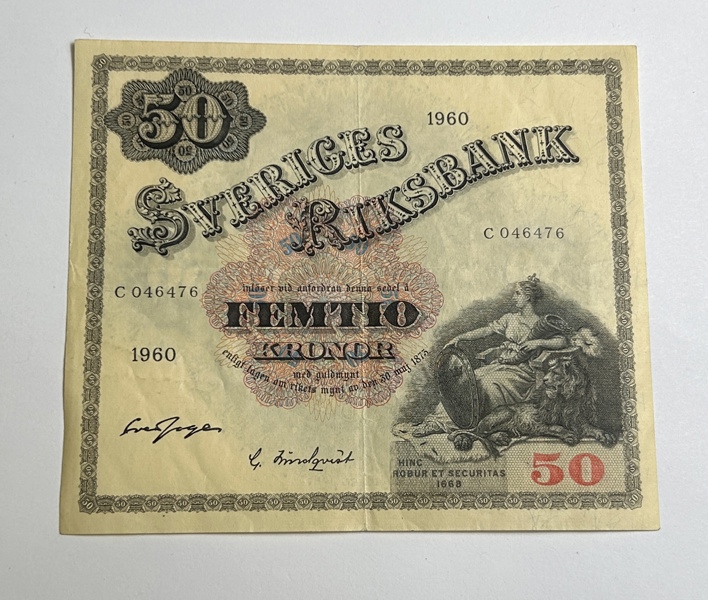 50
1960
SVERIGES
RIKSBANK
C 046476
C 046476
inlöser vid anfordran denna sedel å
FEMTIO
KRONOR
1960
med guldmynt
enligt lagen om rikets mynt av den 30 maj 1873
HINC
ROBUR ET SECURITAS
1668
50